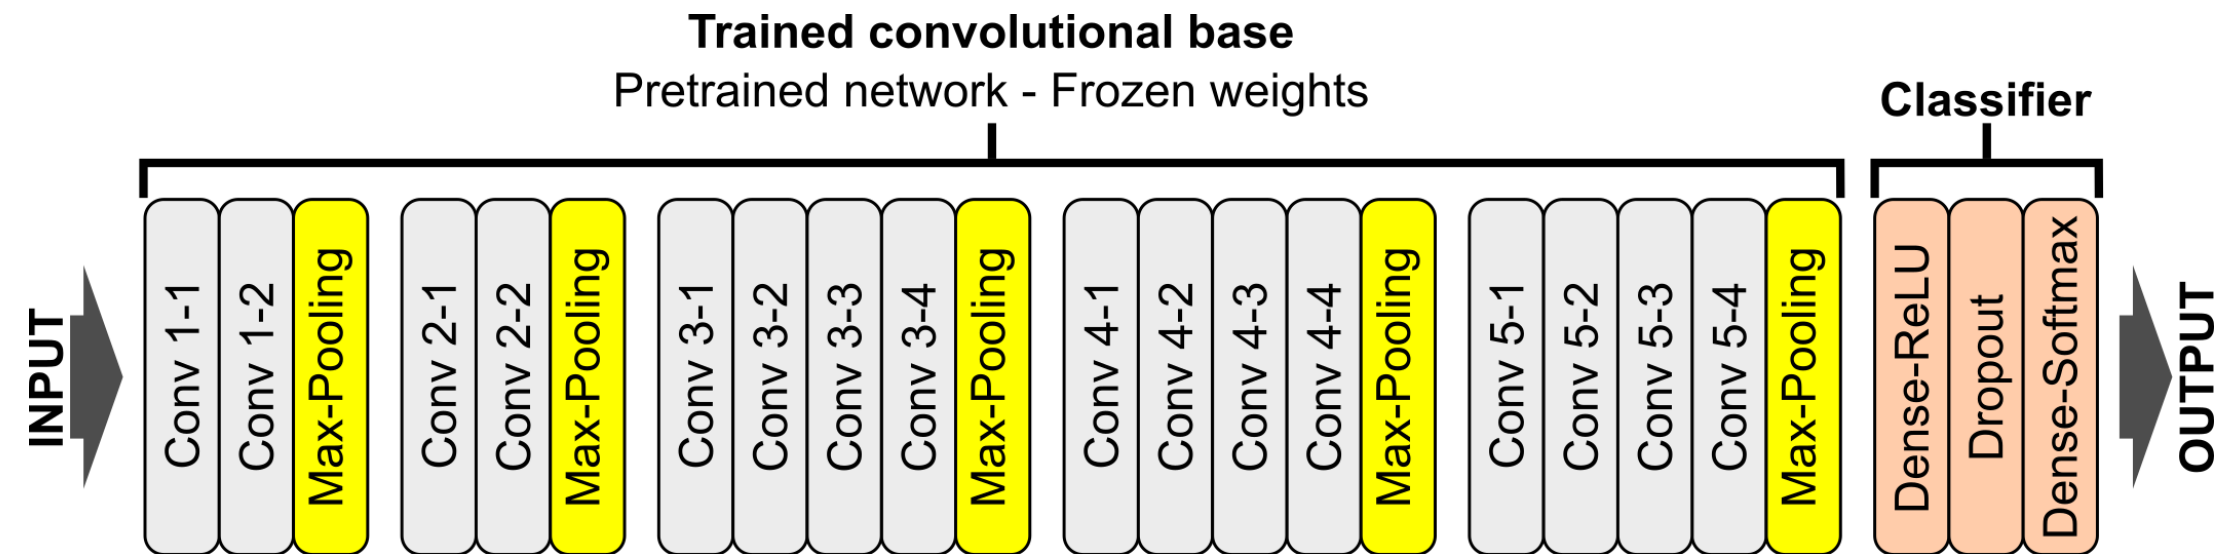 Trained convolutional base
Pretrained network - Frozen weights
Classifier
INPUT
Conv 1-1
Conv 1-2
Max-Pooling
Conv 2-1
Conv 2-2
Max-Pooling
Conv 3-1
Conv 3-2
Conv 3-3
Conv 3-4
Max-Pooling
Conv 4-1
Conv 4-2
Conv 4-3
Conv 4-4
Max-Pooling
Conv 5-1
Conv 5-2
Conv 5-3
Conv 5-4
Max-Pooling
Dense-ReLU
Dropout
Dense-Softmax
OUTPUT